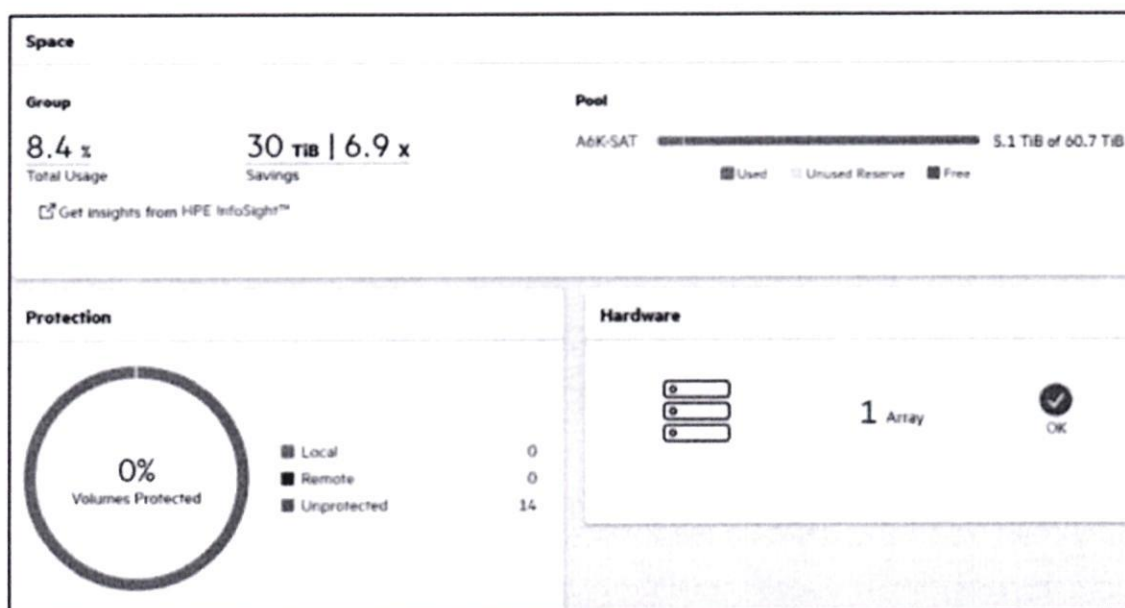 Space
Group
8.4 %
Total Usage
30 TiB | 6.9 x
Savings
Get insights from HPE InfoSight™
Pool
A6K-SAT
5.1 TiB of 60.7 TiB
Used
Unused Reserve
Free
Protection
0%
Volumes Protected
Local 0
Remote 0
Unprotected 14
Hardware
1 Array
OK